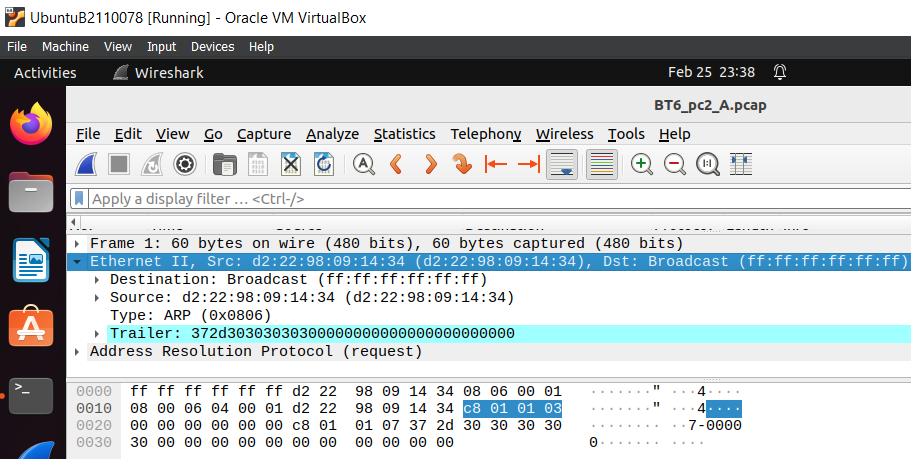 UbuntuB2110078 [Running] - Oracle VM VirtualBox
File Machine View Input Devices Help
Activities Wireshark Feb 25 23:38
BT6_pc2_A.pcap
File Edit View Go Capture Analyze Statistics Telephony Wireless Tools Help
Apply a display filter … <Ctrl-/>
Frame 1: 60 bytes on wire (480 bits), 60 bytes captured (480 bits)
Ethernet II, Src: d2:22:98:09:14:34 (d2:22:98:09:14:34), Dst: Broadcast (ff:ff:ff:ff:ff:ff)
Destination: Broadcast (ff:ff:ff:ff:ff:ff)
Source: d2:22:98:09:14:34 (d2:22:98:09:14:34)
Type: ARP (0x0806)
Trailer: 372d3030303030000000000000000000000000
Address Resolution Protocol (request)
0000 ff ff ff ff ff ff d2 22 98 09 14 34 08 06 00 01 ·······" ···4····
0010 08 00 06 04 00 01 d2 22 98 09 14 34 c8 01 01 03 ·······" ···4····
0020 00 00 00 00 00 00 c8 01 01 07 37 2d 30 30 30 30 ········ ··7-0000
0030 30 00 00 00 00 00 00 00 00 00 00 00 0······· ····